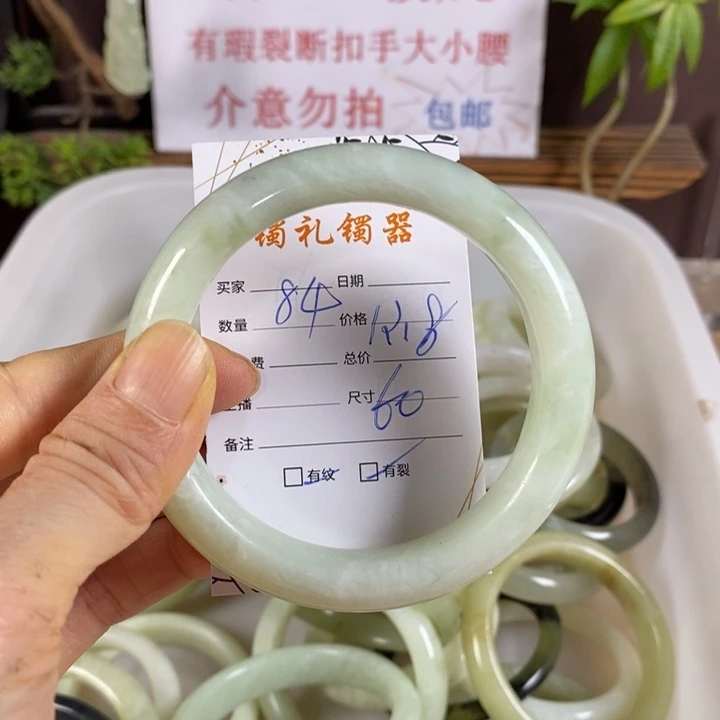 有瑕裂断扣手大小腰
介意勿拍 包邮
镯礼镯器
买家 84 日期
数量 价格
费 总价
播 尺寸 60
备注
有纹 有裂